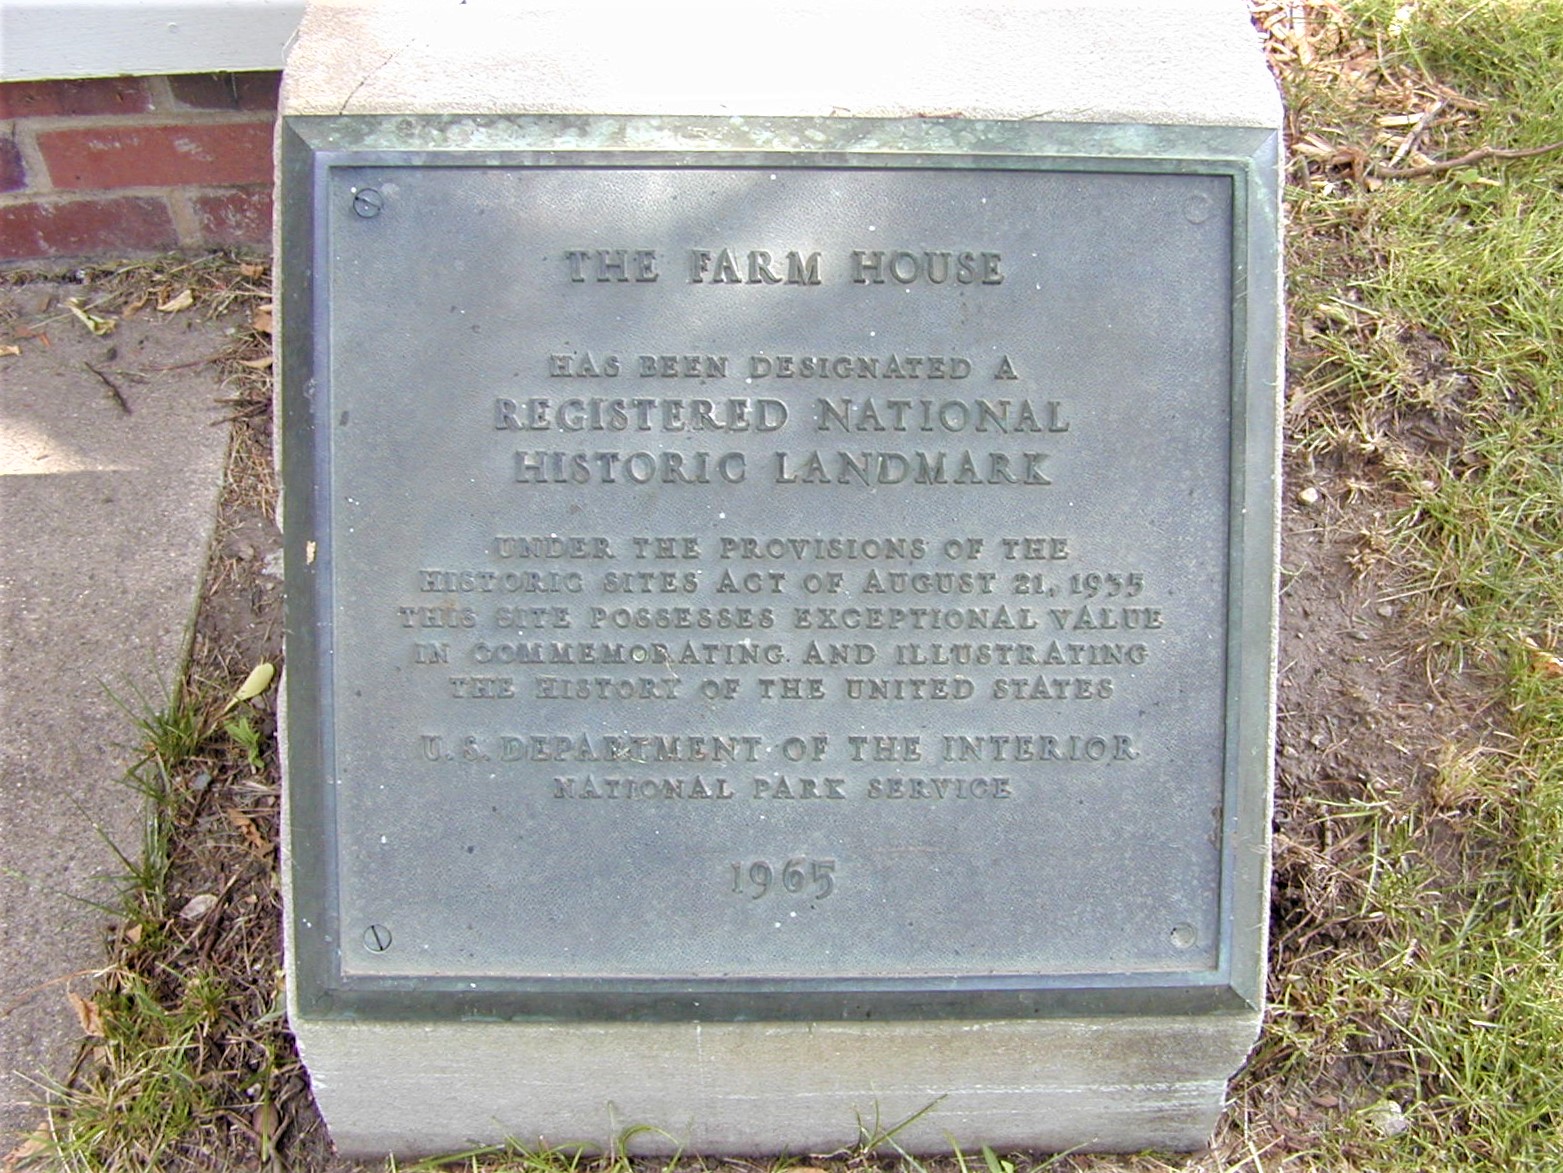 THE FARM HOUSE
HAS BEEN DESIGNATED A
REGISTERED NATIONAL
HISTORIC LANDMARK
UNDER THE PROVISIONS OF THE
HISTORIC SITES ACT OF AUGUST 21, 1935
THIS SITE POSSESSES EXCEPTIONAL VALUE
IN COMMEMORATING AND ILLUSTRATING
THE HISTORY OF THE UNITED STATES
U.S. DEPARTMENT OF THE INTERIOR
NATIONAL PARK SERVICE
1965